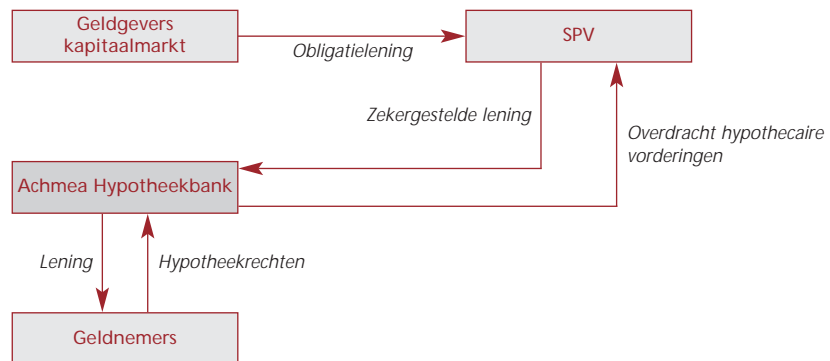 Geldgevers
kapitaalmarkt
Obligatielening
SPV
Zekergestelde lening
Overdracht hypothecaire
vorderingen
Achmea Hypotheekbank
Lening
Hypotheekrechten
Geldnemers